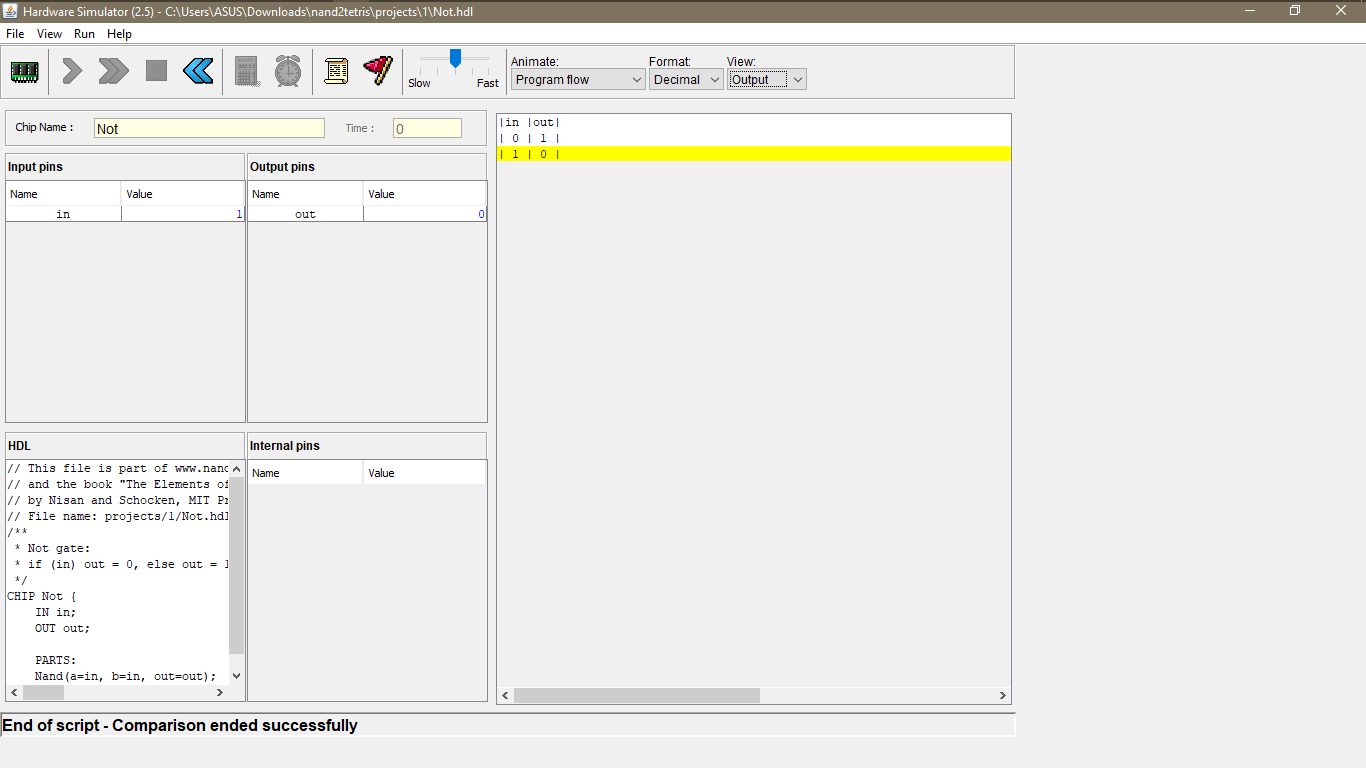 Hardware Simulator (2.5) - C:\Users\ASUS\Downloads\nand2tetris\projects\1\Not.hdl
File View Run Help
Slow Fast
Animate: Format: View:
Program flow Decimal Output
Chip Name : Not Time : 0
Input pins
Name Value
in 1
Output pins
Name Value
out 0
HDL
// This file is part of www.nand
// and the book "The Elements of
// by Nisan and Schocken, MIT Pr
// File name: projects/1/Not.hdl
/**
* Not gate:
* if (in) out = 0, else out = 1
*/
CHIP Not {
IN in;
OUT out;
PARTS:
Nand(a=in, b=in, out=out);
Internal pins
Name Value
|in |out|
| 0 | 1 |
| 1 | 0 |
End of script - Comparison ended successfully